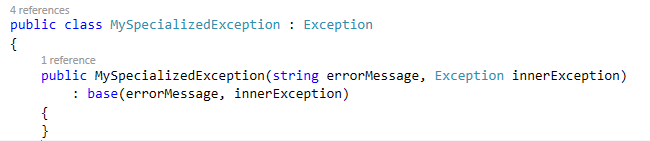 4 references
public class MySpecializedException : Exception
{
1 reference
public MySpecializedException(string errorMessage, Exception innerException)
: base(errorMessage, innerException)
{
}